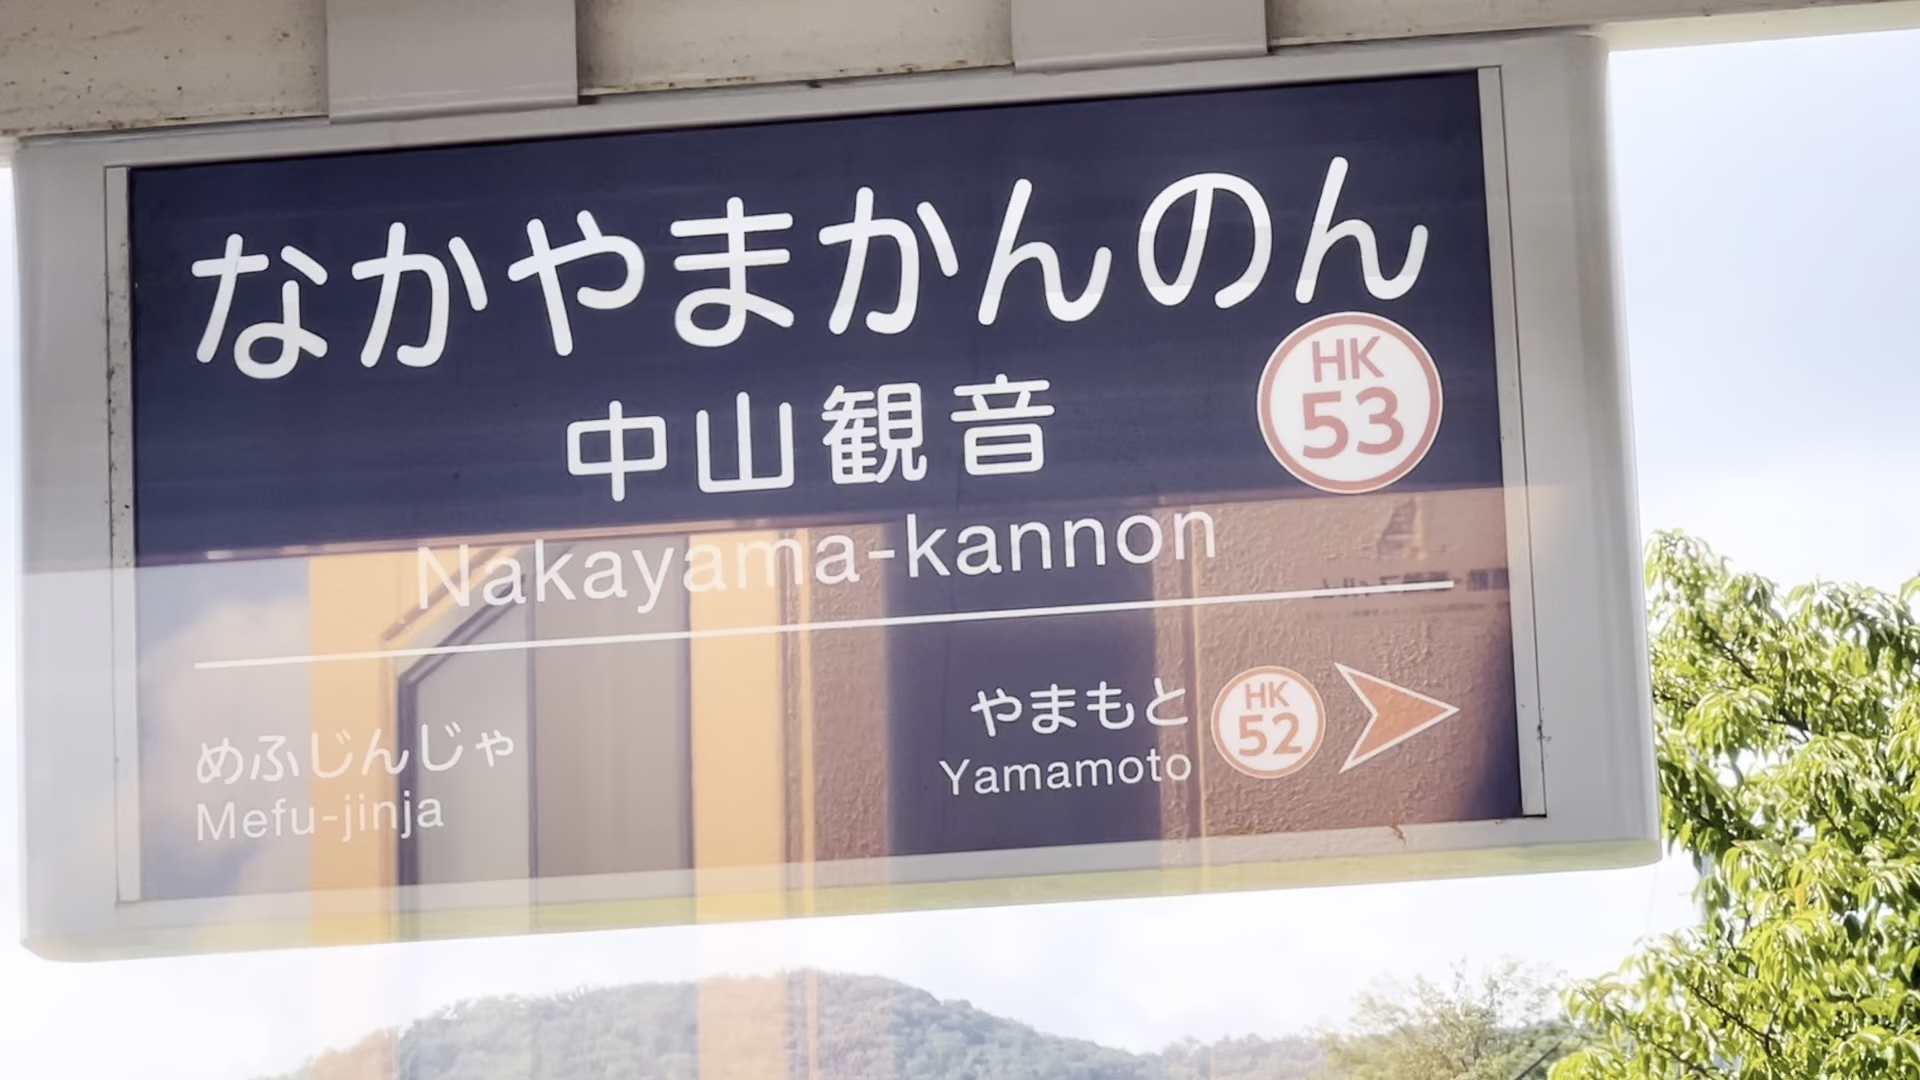 なかやまかんのん
中山観音
HK
53
Nakayama-kannon
めふじんじゃ
Mefu-jinja
やまもと
Yamamoto
HK
52